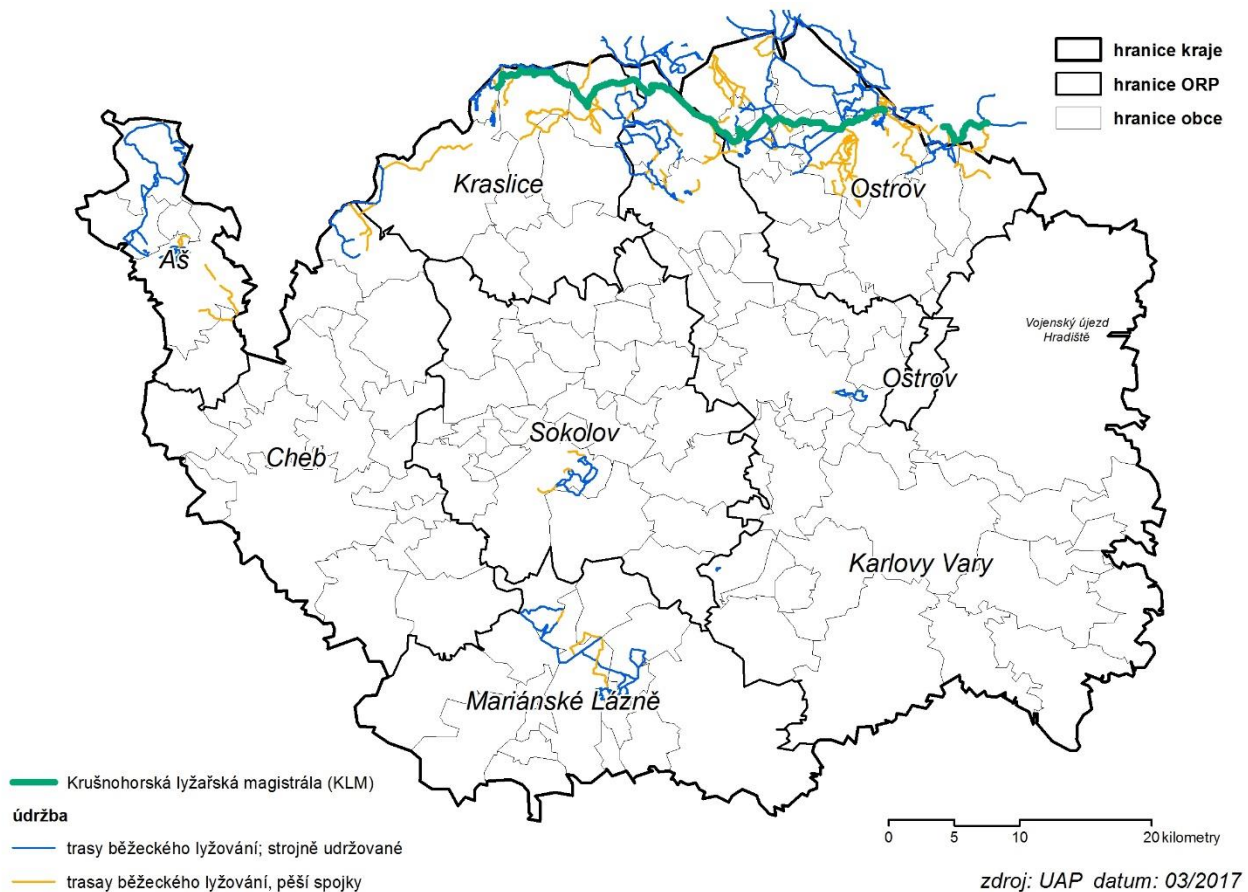 hranice kraje
hranice ORP
hranice obce
Kraslice
Ostrov
Aš
Vojenský újezd
Hradiště
Ostrov
Sokolov
Cheb
Karlovy Vary
Mariánské Lázně
Krušnohorská lyžařská magistrála (KLM)
údržba
trasy běžeckého lyžování; strojně udržované
trasay běžeckého lyžování, pěší spojky
0 5 10 20 kilometry
zdroj: UAP datum: 03/2017